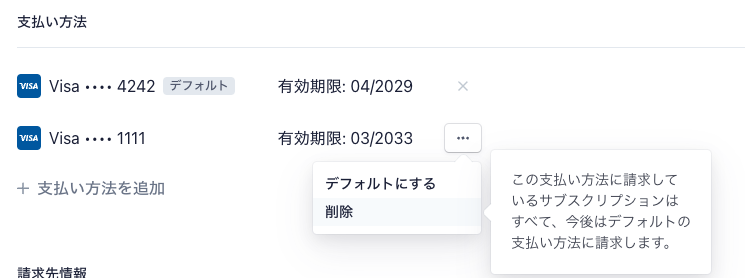 支払い方法
VISA Visa •••• 4242 デフォルト 有効期限: 04/2029 ×
VISA Visa •••• 1111 有効期限: 03/2033 •••
+ 支払い方法を追加
デフォルトにする
削除
この支払い方法に請求して
いるサブスクリプションは
すべて、今後はデフォルトの
支払い方法に請求します。
請求先情報